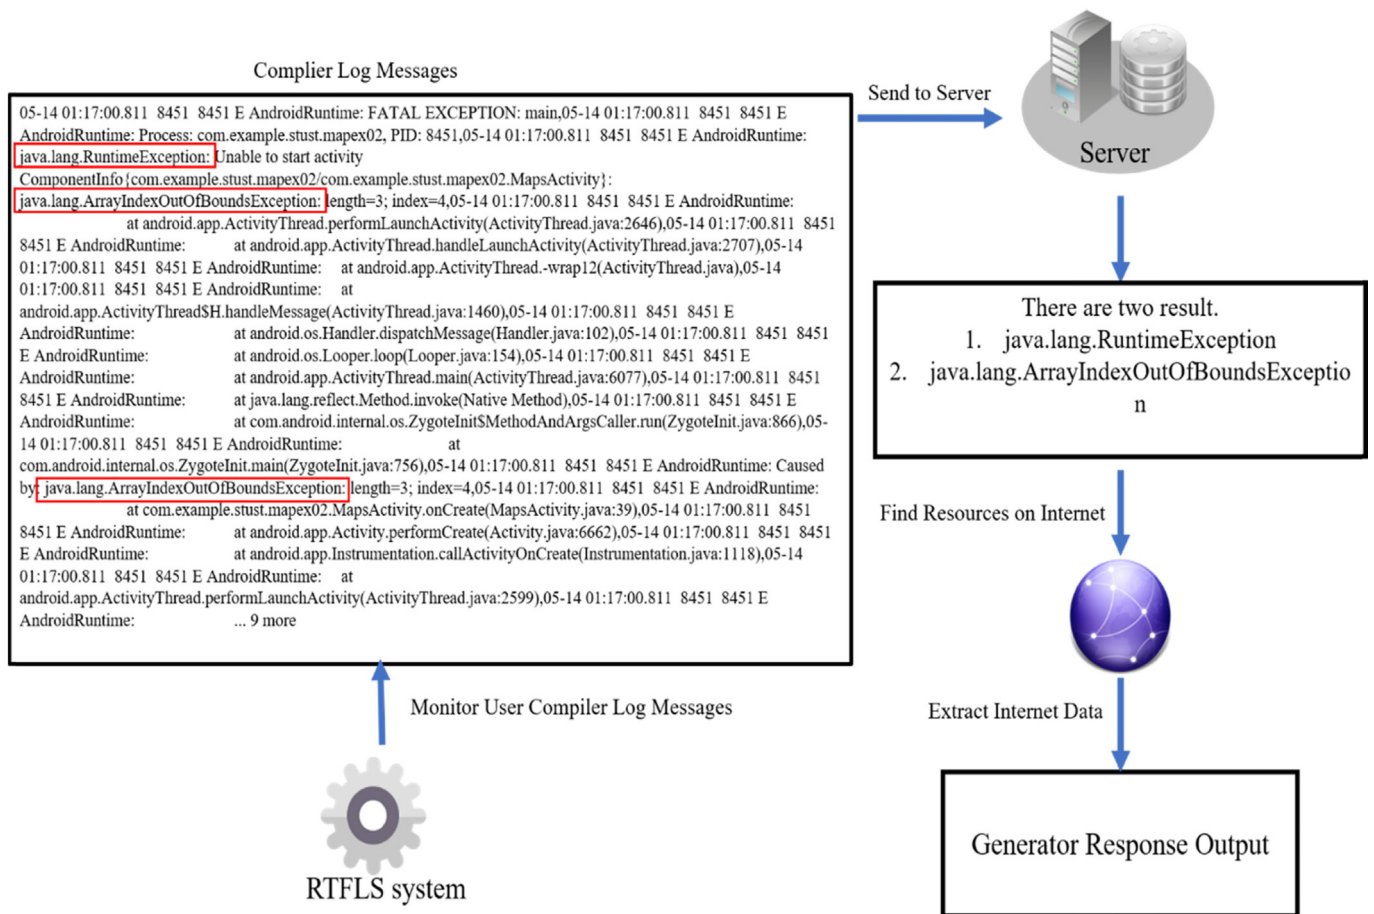 Complier Log Messages
05-14 01:17:00.811 8451 8451 E AndroidRuntime: FATAL EXCEPTION: main,05-14 01:17:00.811 8451 8451 E
AndroidRuntime: Process: com.example.stust.mapex02, PID: 8451,05-14 01:17:00.811 8451 8451 E AndroidRuntime:
java.lang.RuntimeException: Unable to start activity
ComponentInfo{com.example.stust.mapex02/com.example.stust.mapex02.MapsActivity}:
java.lang.ArrayIndexOutOfBoundsException: length=3; index=4,05-14 01:17:00.811 8451 8451 E AndroidRuntime:
at android.app.ActivityThread.performLaunchActivity(ActivityThread.java:2646),05-14 01:17:00.811 8451
8451 E AndroidRuntime: at android.app.ActivityThread.handleLaunchActivity(ActivityThread.java:2707),05-14
01:17:00.811 8451 8451 E AndroidRuntime: at android.app.ActivityThread.-wrap12(ActivityThread.java),05-14
01:17:00.811 8451 8451 E AndroidRuntime: at
android.app.ActivityThread$H.handleMessage(ActivityThread.java:1460),05-14 01:17:00.811 8451 8451 E
AndroidRuntime: at android.os.Handler.dispatchMessage(Handler.java:102),05-14 01:17:00.811 8451 8451
E AndroidRuntime: at android.os.Looper.loop(Looper.java:154),05-14 01:17:00.811 8451 8451 E
AndroidRuntime: at android.app.ActivityThread.main(ActivityThread.java:6077),05-14 01:17:00.811 8451
8451 E AndroidRuntime: at java.lang.reflect.Method.invoke(Native Method),05-14 01:17:00.811 8451 8451 E
AndroidRuntime: at com.android.internal.os.ZygoteInit$MethodAndArgsCaller.run(ZygoteInit.java:866),05-
14 01:17:00.811 8451 8451 E AndroidRuntime: at
com.android.internal.os.ZygoteInit.main(ZygoteInit.java:756),05-14 01:17:00.811 8451 8451 E AndroidRuntime: Caused
by: java.lang.ArrayIndexOutOfBoundsException: length=3; index=4,05-14 01:17:00.811 8451 8451 E AndroidRuntime:
at com.example.stust.mapex02.MapsActivity.onCreate(MapsActivity.java:39),05-14 01:17:00.811 8451
8451 E AndroidRuntime: at android.app.Activity.performCreate(Activity.java:6662),05-14 01:17:00.811 8451 8451
E AndroidRuntime: at android.app.Instrumentation.callActivityOnCreate(Instrumentation.java:1118),05-14
01:17:00.811 8451 8451 E AndroidRuntime: at
android.app.ActivityThread.performLaunchActivity(ActivityThread.java:2599),05-14 01:17:00.811 8451 8451 E
AndroidRuntime: ... 9 more
Monitor User Compiler Log Messages
RTFLS system
Send to Server
Server
There are two result.
1. java.lang.RuntimeException
2. java.lang.ArrayIndexOutOfBoundsExceptio
n
Find Resources on Internet
Extract Internet Data
Generator Response Output